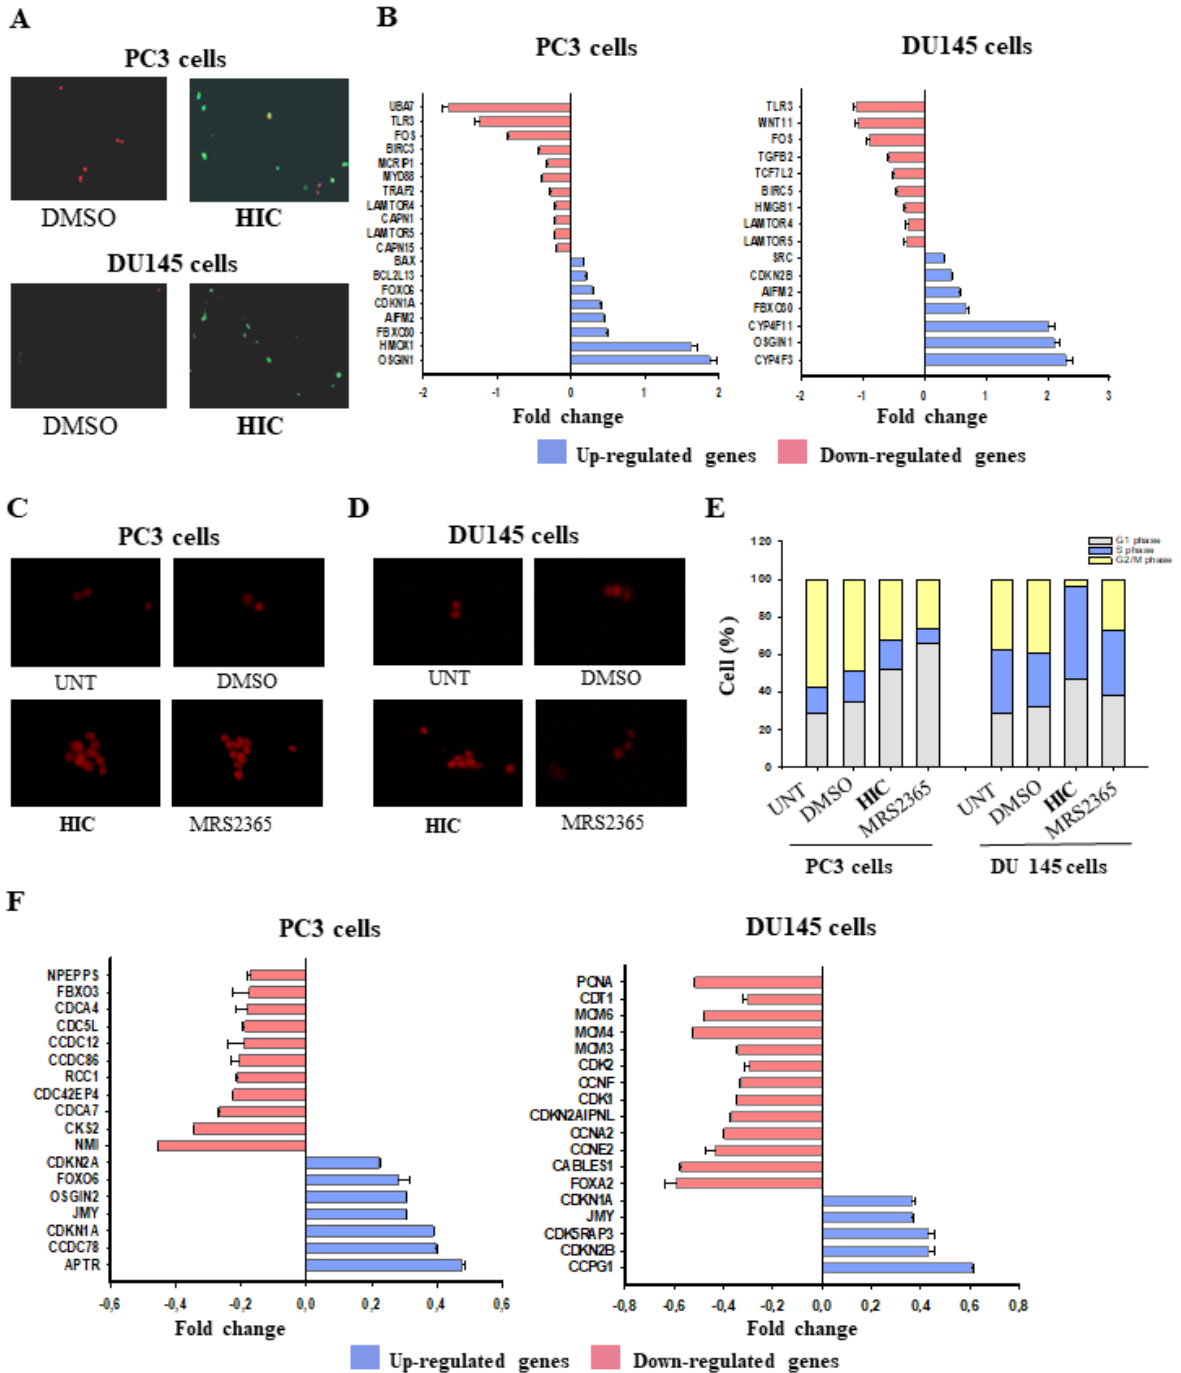 A
PC3 cells
DMSO
HIC
DU145 cells
DMSO
HIC
B
PC3 cells
UBA7
TLR3
FOS
BIRC3
MCRIP1
MYD88
TRAF2
LAMTOR4
CAPN1
LAMTOR5
CAPN15
BAX
BCL2L13
FOXO6
CDKN1A
AIFM2
FBXO30
HMOX1
OSGIN1
-2
-1
0
1
2
Fold change
DU145 cells
TLR3
WNT11
FOS
TGFB2
TCF7L2
BIRC5
HMGB1
LAMTOR4
LAMTOR5
SRC
CDKN2B
AIFM2
FBXO30
CYP4F11
OSGIN1
CYP4F3
-2
-1
0
1
2
3
Fold change
Up-regulated genes
Down-regulated genes
C
PC3 cells
UNT
DMSO
HIC
MRS2365
D
DU145 cells
UNT
DMSO
HIC
MRS2365
E
G1 phase
S phase
G2/M phase
120
100
80
60
40
20
0
Cell (%)
UNT
DMSO
HIC
MRS2365
UNT
DMSO
HIC
MRS2365
PC3 cells
DU 145 cells
F
PC3 cells
NPEPPS
FBXO3
CDCA4
CDC5L
CCDC12
CCDC86
RCC1
CDC42EP4
CDCA7
CKS2
NMI
CDKN2A
FOXO6
OSGIN2
JMY
CDKN1A
CCDC78
APTR
-0,6
-0,4
-0,2
0,0
0,2
0,4
0,6
Fold change
DU145 cells
PCNA
CDT1
MCM6
MCM4
MCM3
CDK2
CCNF
CDK1
CDKN2AIPNL
CCNA2
CCNE2
CABLES1
FOXA2
CDKN1A
JMY
CDK5RAP3
CDKN2B
CCPG1
-0,8
-0,6
-0,4
-0,2
0,0
0,2
0,4
0,6
0,8
Fold change
Up-regulated genes
Down-regulated genes